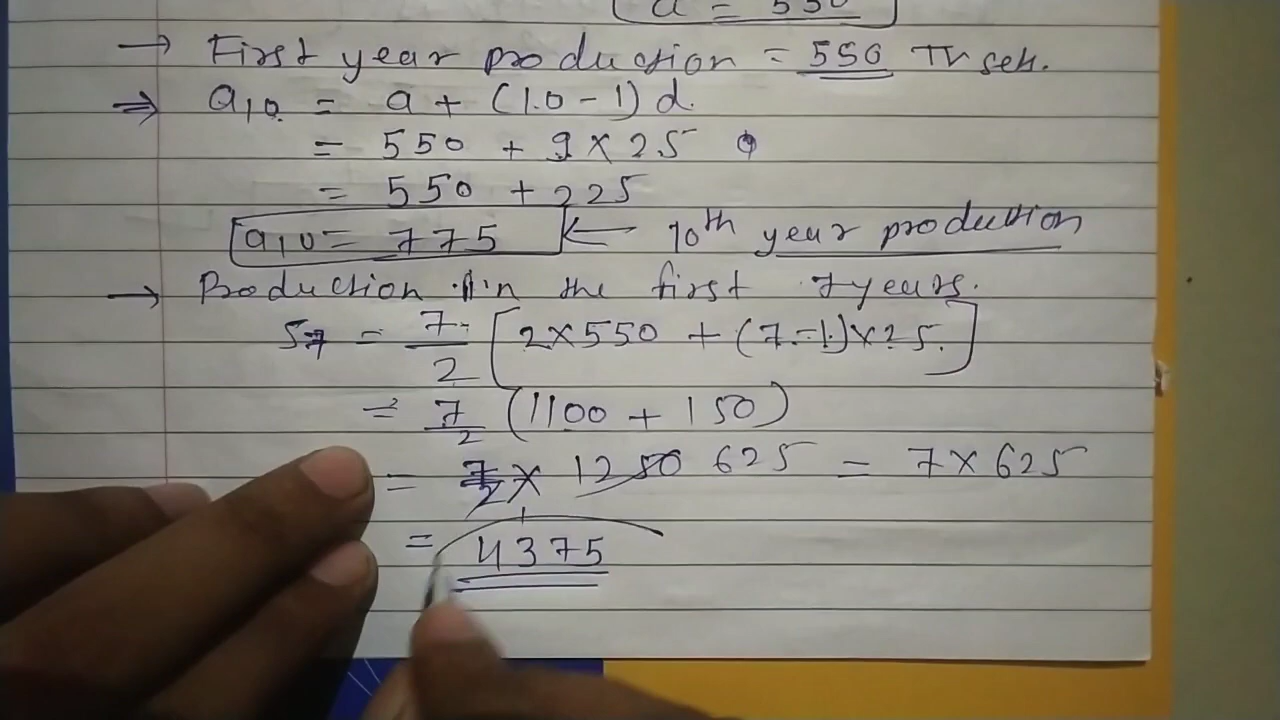 a = 550
→ First year production = 550 TV sets.
⇒ a10 = a + (10 - 1) d.
= 550 + 9 × 25
= 550 + 225
a10 = 775 ← 10th year production
→ Production in the first 7 years.
S7 = 7/2 [2×550 + (7-1)×25]
= 7/2 (1100 + 150)
= 7/2 × 1250 625 = 7×625
= 4375